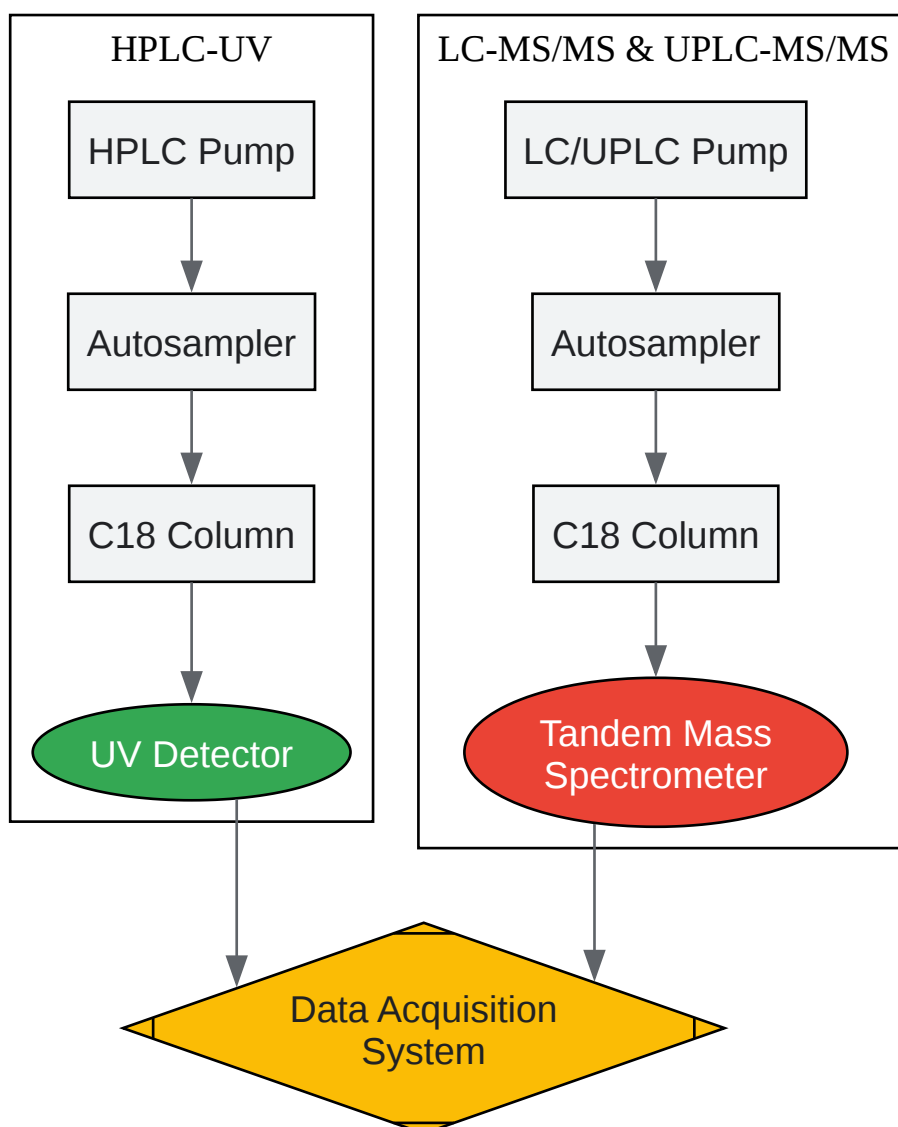 HPLC-UV
HPLC Pump
Autosampler
C18 Column
UV Detector
LC-MS/MS & UPLC-MS/MS
LC/UPLC Pump
Autosampler
C18 Column
Tandem Mass
Spectrometer
Data Acquisition
System